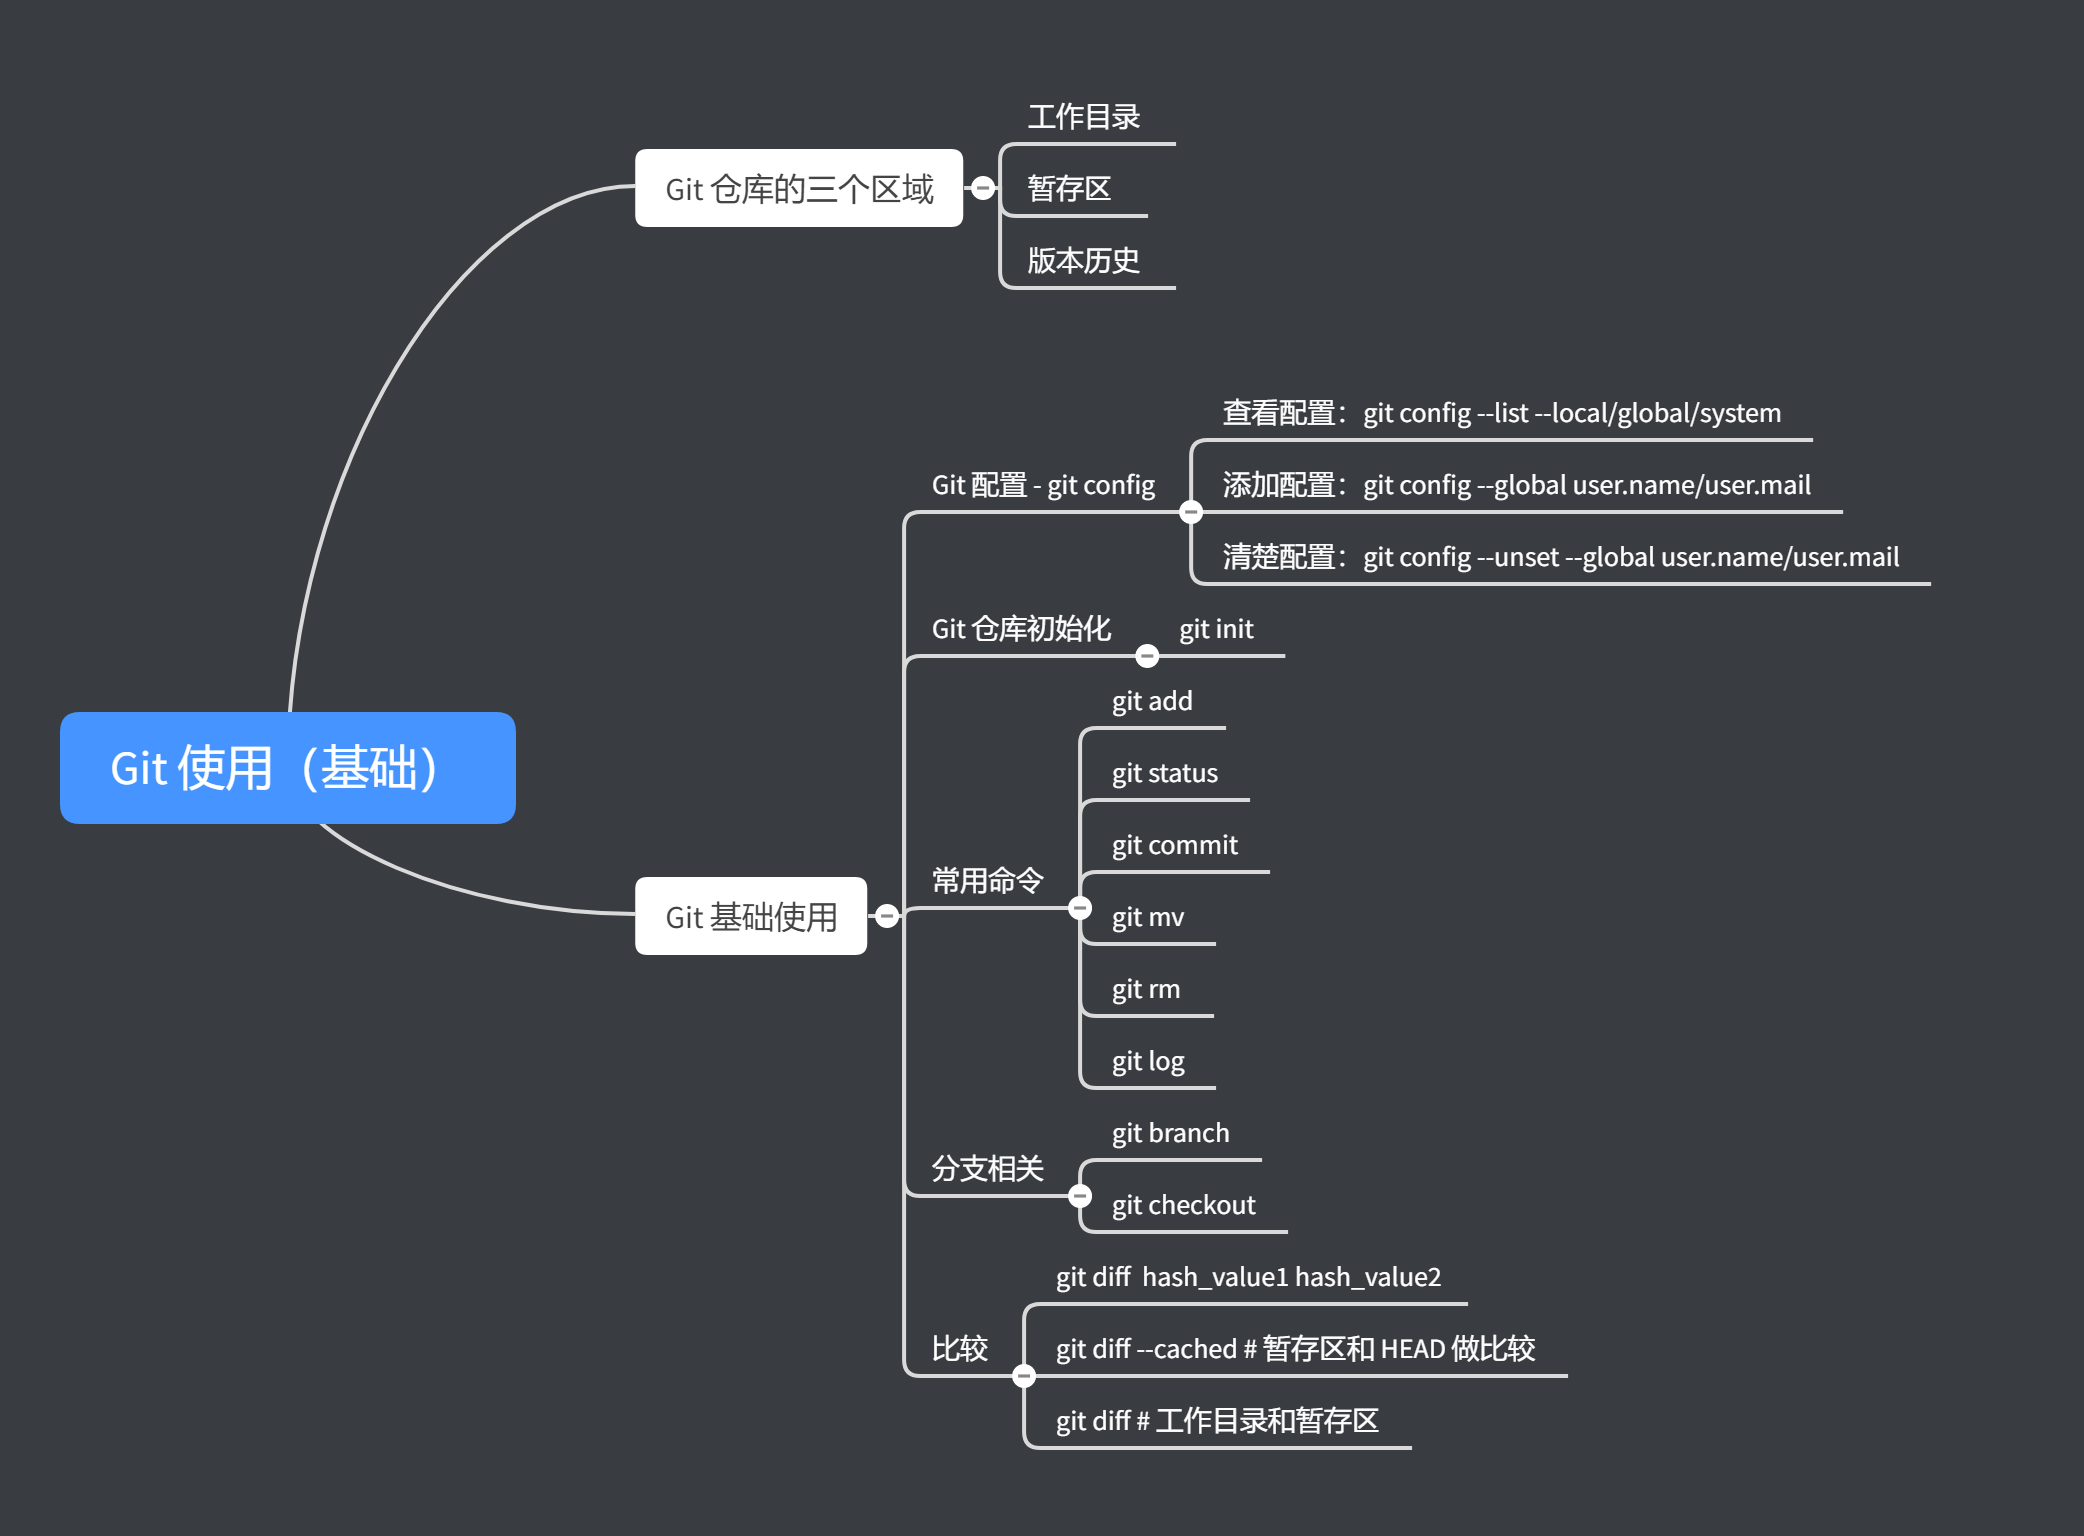 Git 使用（基础）
Git 仓库的三个区域
工作目录
暂存区
版本历史
Git 基础使用
Git 配置 - git config
查看配置：git config --list --local/global/system
添加配置：git config --global user.name/user.mail
清楚配置：git config --unset --global user.name/user.mail
Git 仓库初始化
git init
常用命令
git add
git status
git commit
git mv
git rm
git log
分支相关
git branch
git checkout
比较
git diff  hash_value1 hash_value2
git diff --cached # 暂存区和 HEAD 做比较
git diff # 工作目录和暂存区